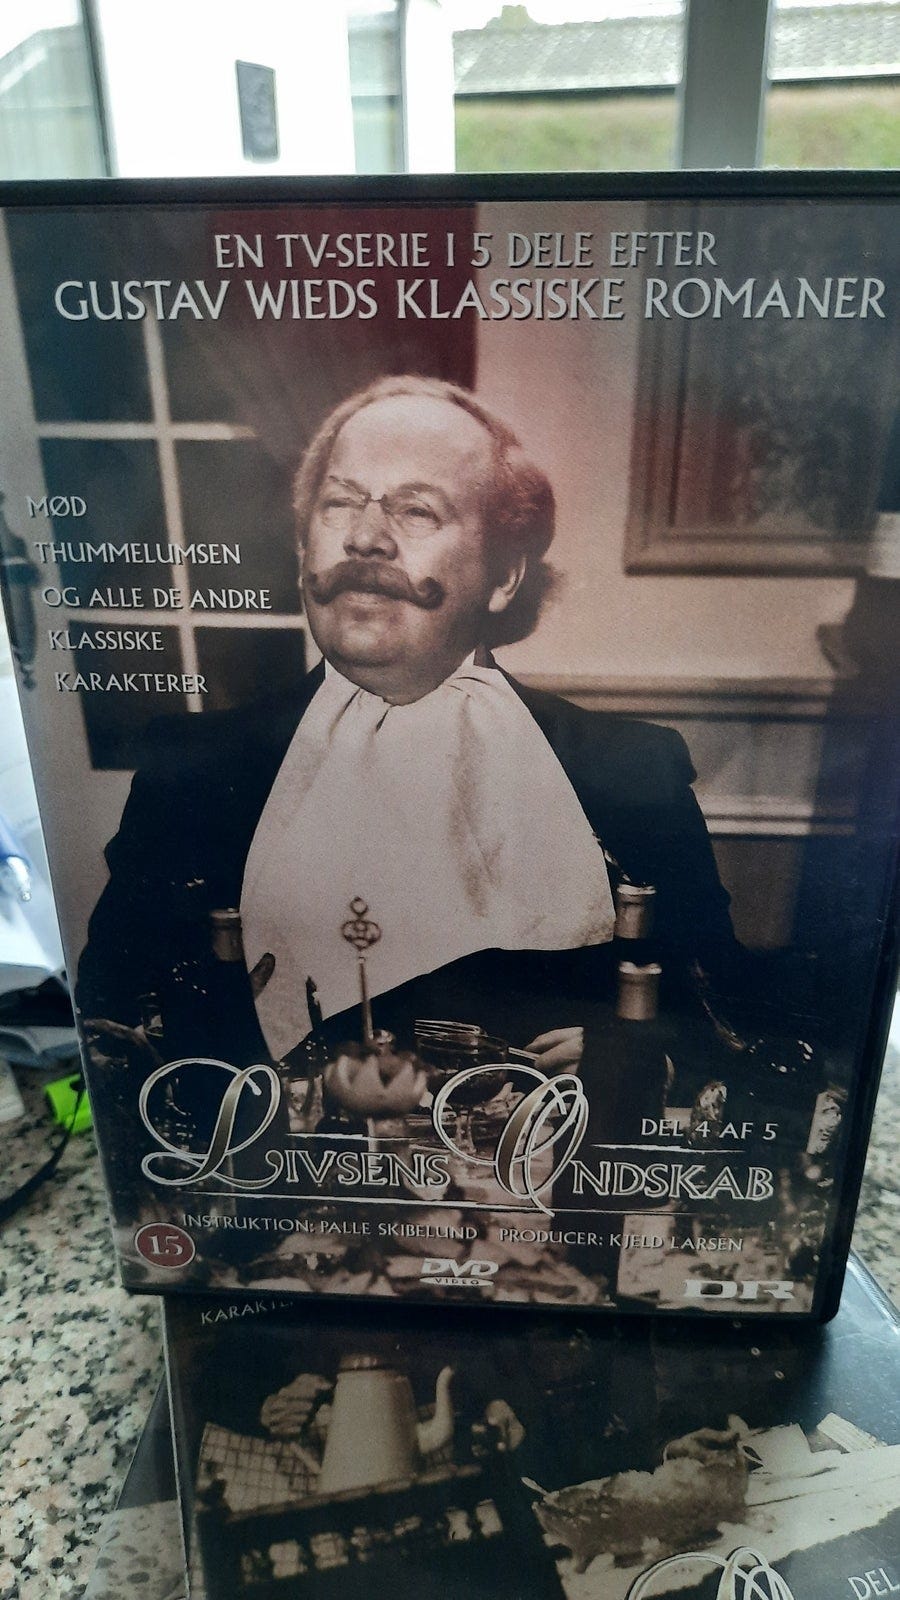 EN TV-SERIE I 5 DELE EFTER
GUSTAV WIEDS KLASSISKE ROMANER
MØD
THUMMELUMSEN
OG ALLE DE ANDRE
KLASSISKE
KARAKTERER
DEL 4 AF 5
LIVSENS ONDSKAB
INSTRUKTION: PALLE SKIBELUND PRODUCER: KJELD LARSEN
15
DVD
VIDEO
DR
DEL